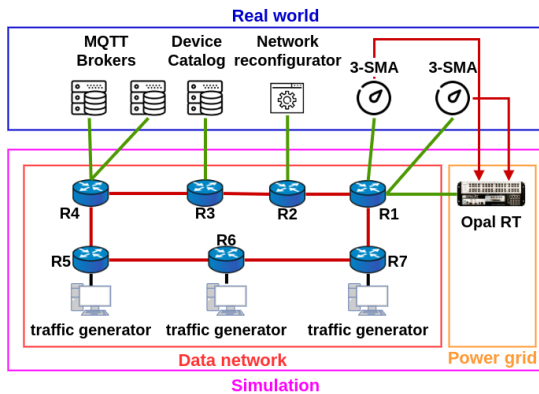 Real world
MQTT
Brokers
Device
Catalog
Network
reconfigurator
3-SMA
3-SMA
R4
R3
R2
R1
Opal RT
R5
R6
R7
traffic generator
traffic generator
traffic generator
Data network
Power grid
Simulation